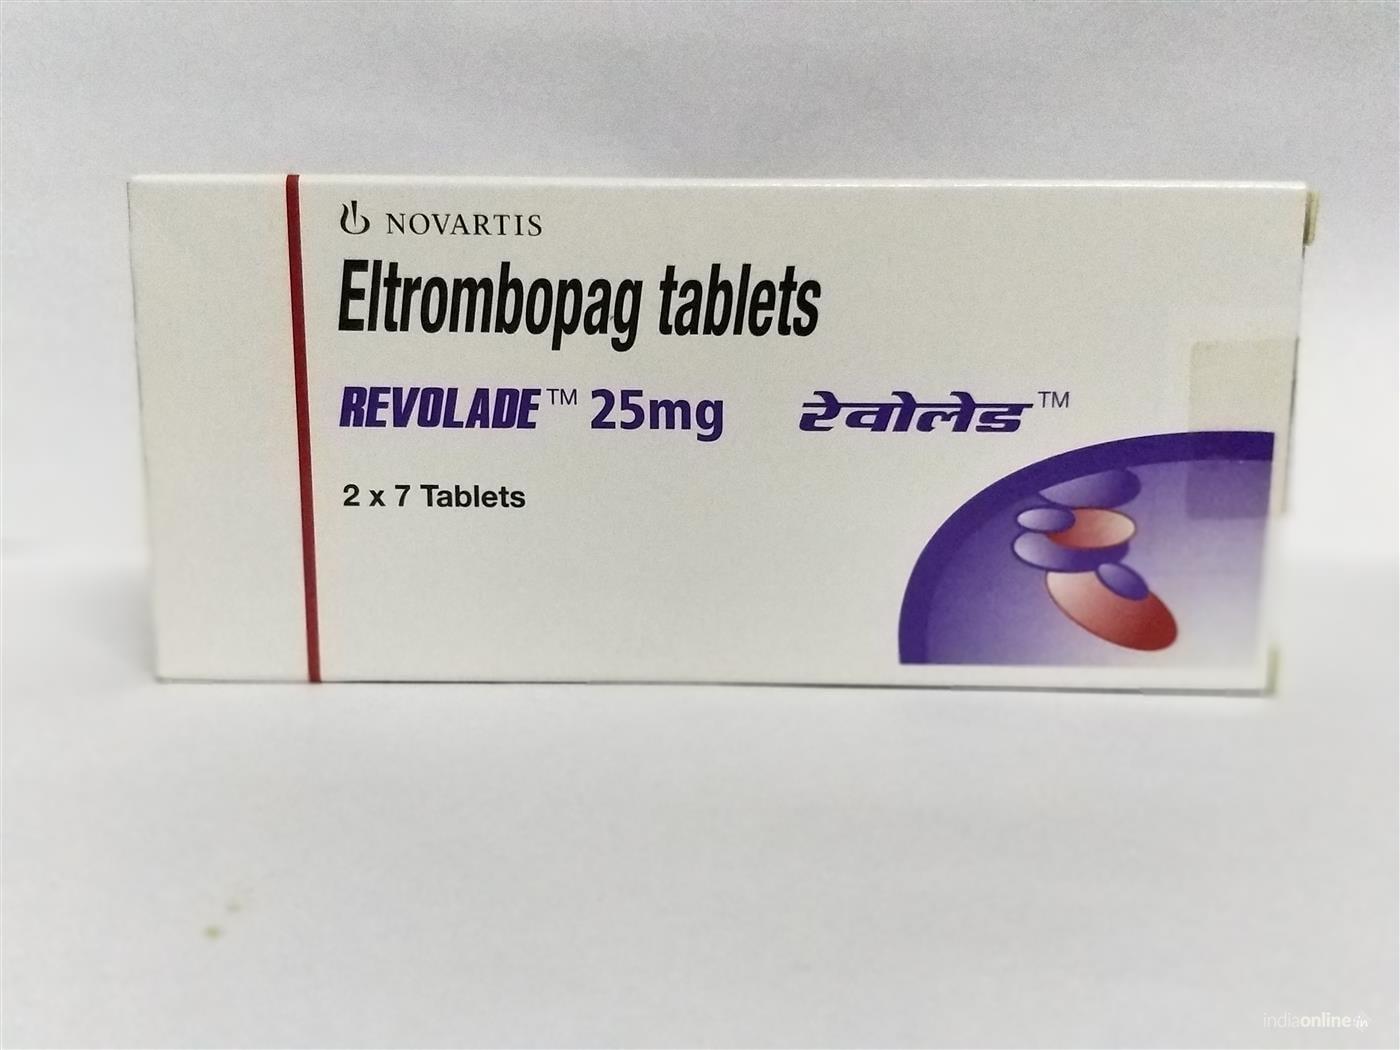 NOVARTIS
Eltrombopag tablets
REVOLADE™ 25mg रेवोलेड™
2 x 7 Tablets
indiaonline.in